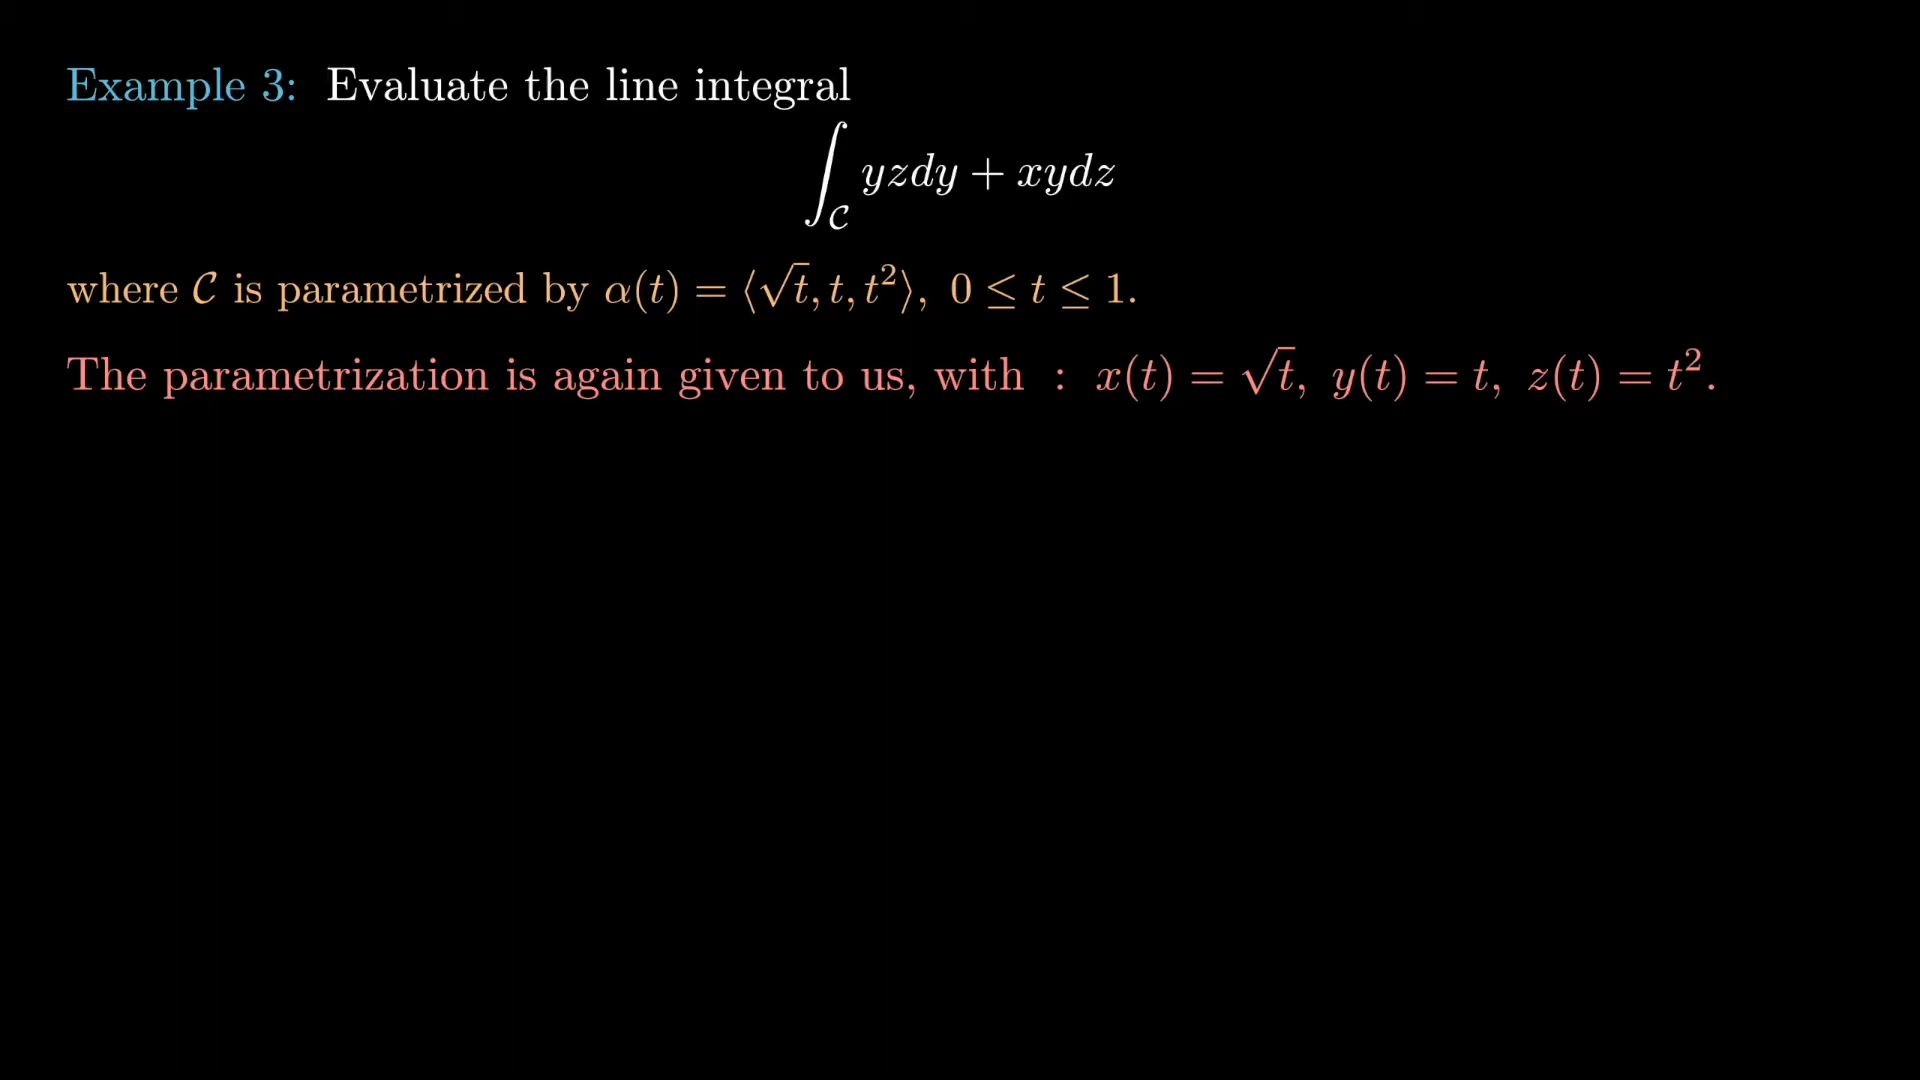 Example 3: Evaluate the line integral
∫_C yzdy + xydz
where C is parametrized by α(t) = ⟨√t, t, t²⟩, 0 ≤ t ≤ 1.
The parametrization is again given to us, with : x(t) = √t, y(t) = t, z(t) = t².